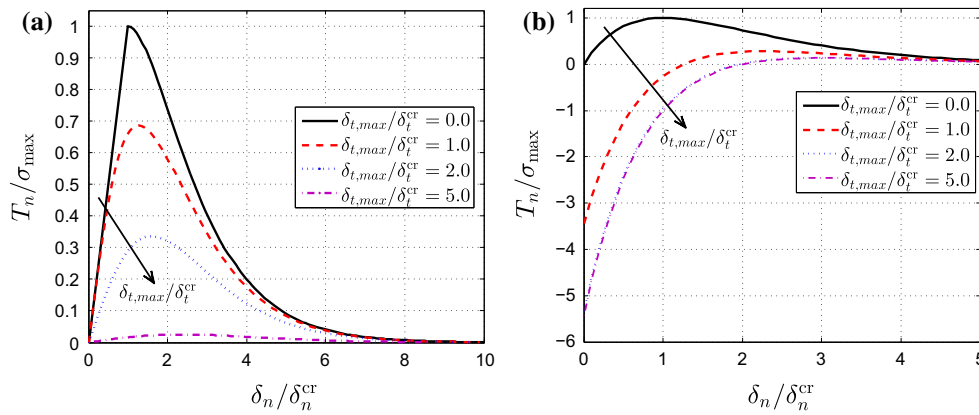 (a)
T_n/σ_max
1
0.9
0.8
0.7
0.6
0.5
0.4
0.3
0.2
0.1
0
0 2 4 6 8 10
δ_n/δ_n^cr
δ_{t,max}/δ_t^cr = 0.0
δ_{t,max}/δ_t^cr = 1.0
δ_{t,max}/δ_t^cr = 2.0
δ_{t,max}/δ_t^cr = 5.0
δ_{t,max}/δ_t^cr
(b)
T_n/σ_max
1
0
−1
−2
−3
−4
−5
−6
0 1 2 3 4 5
δ_n/δ_n^cr
δ_{t,max}/δ_t^cr
δ_{t,max}/δ_t^cr = 0.0
δ_{t,max}/δ_t^cr = 1.0
δ_{t,max}/δ_t^cr = 2.0
δ_{t,max}/δ_t^cr = 5.0